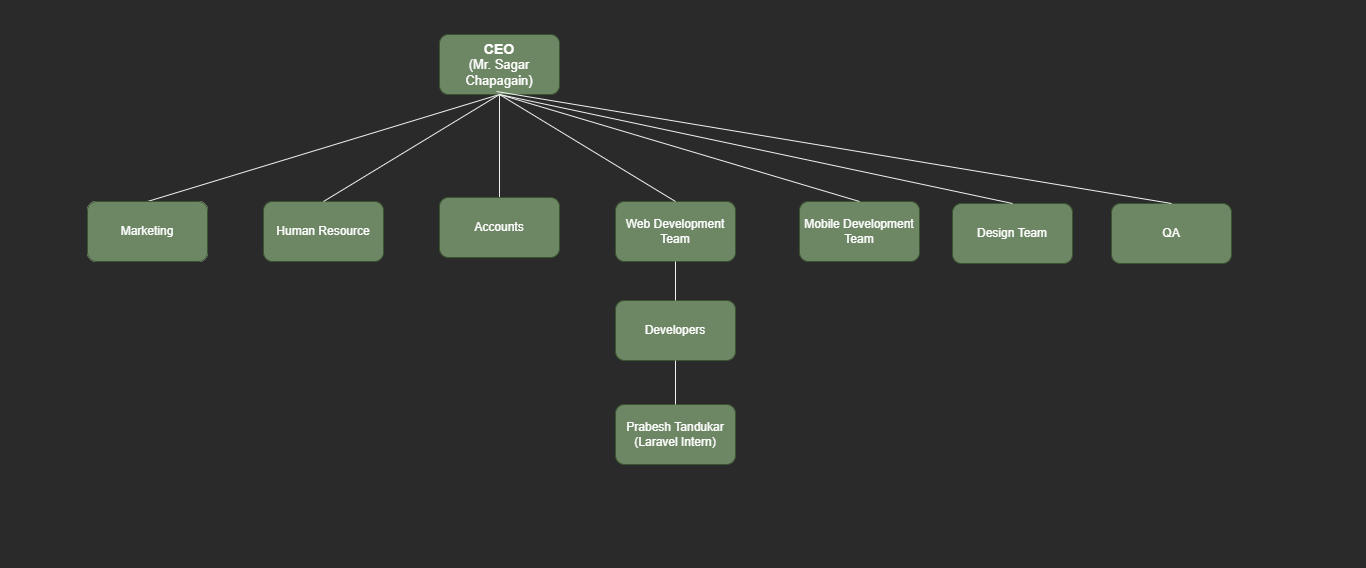 CEO
(Mr. Sagar
Chapagain)
Marketing
Human Resource
Accounts
Web Development
Team
Mobile Development
Team
Design Team
QA
Developers
Prabesh Tandukar
(Laravel Intern)